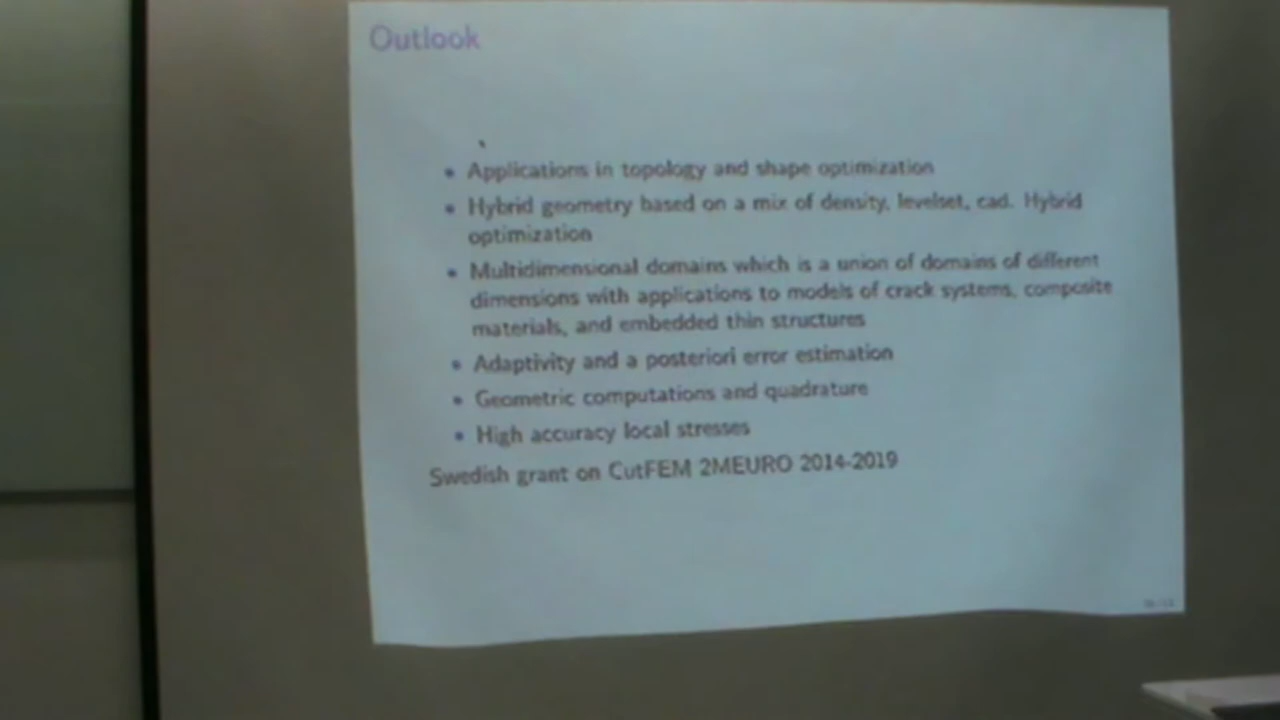 Outlook
• Applications in topology and shape optimization
• Hybrid geometry based on a mix of density, levelset, cad. Hybrid
optimization
• Multidimensional domains which is a union of domains of different
dimensions with applications to models of crack systems, composite
materials, and embedded thin structures
• Adaptivity and a posteriori error estimation
• Geometric computations and quadrature
• High accuracy local stresses
Swedish grant on CutFEM 2MEURO 2014-2019